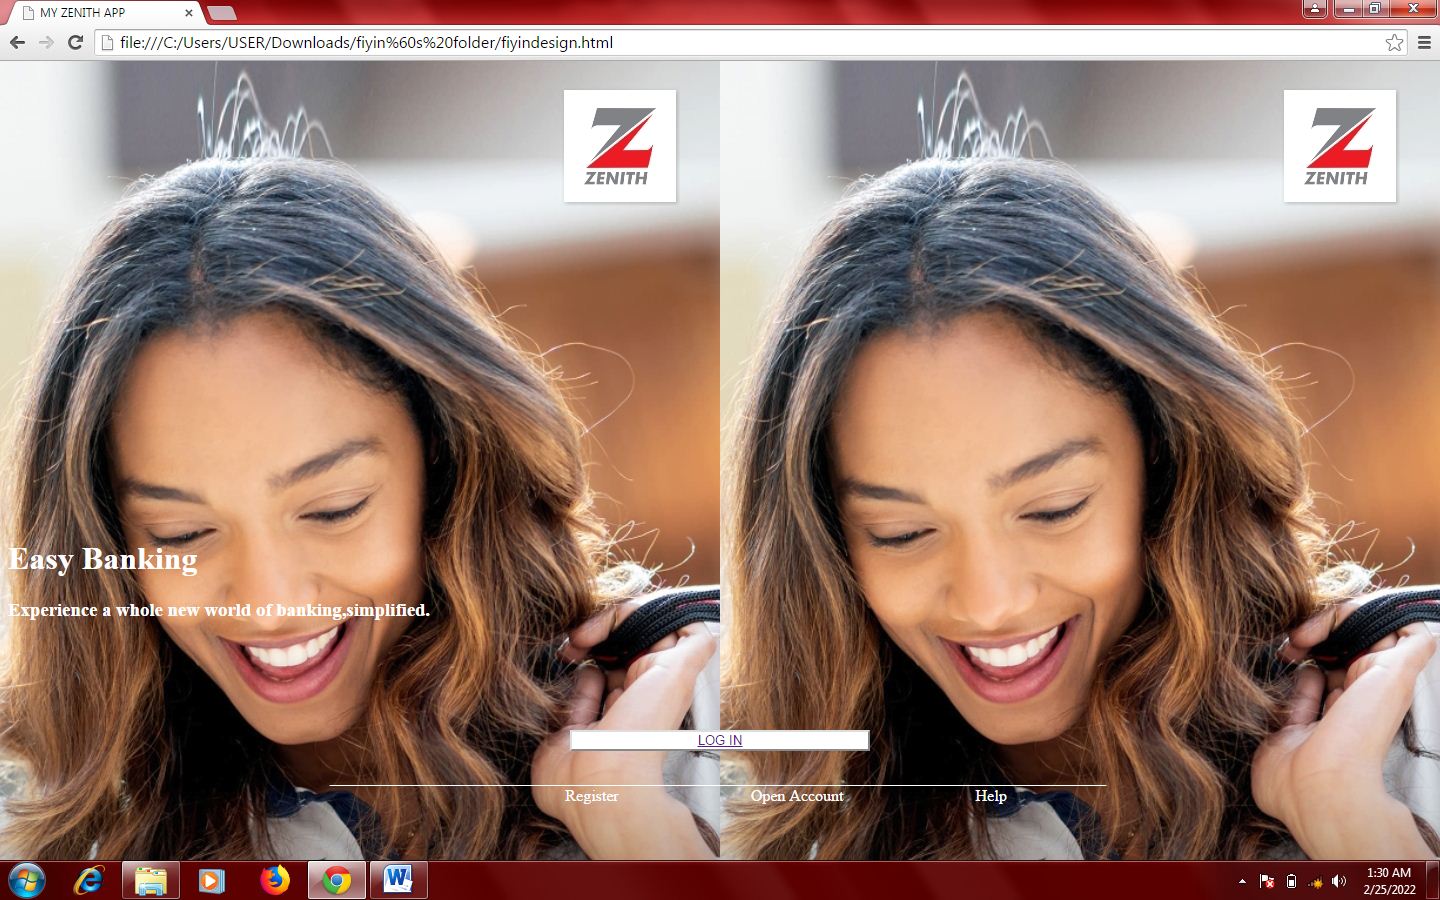 MY ZENITH APP
file:///C:/Users/USER/Downloads/fiyin%60s%20folder/fiyindesign.html
ZENITH
ZENITH
Easy Banking
Experience a whole new world of banking,simplified.
LOG IN
Register Open Account Help
1:30 AM
2/25/2022